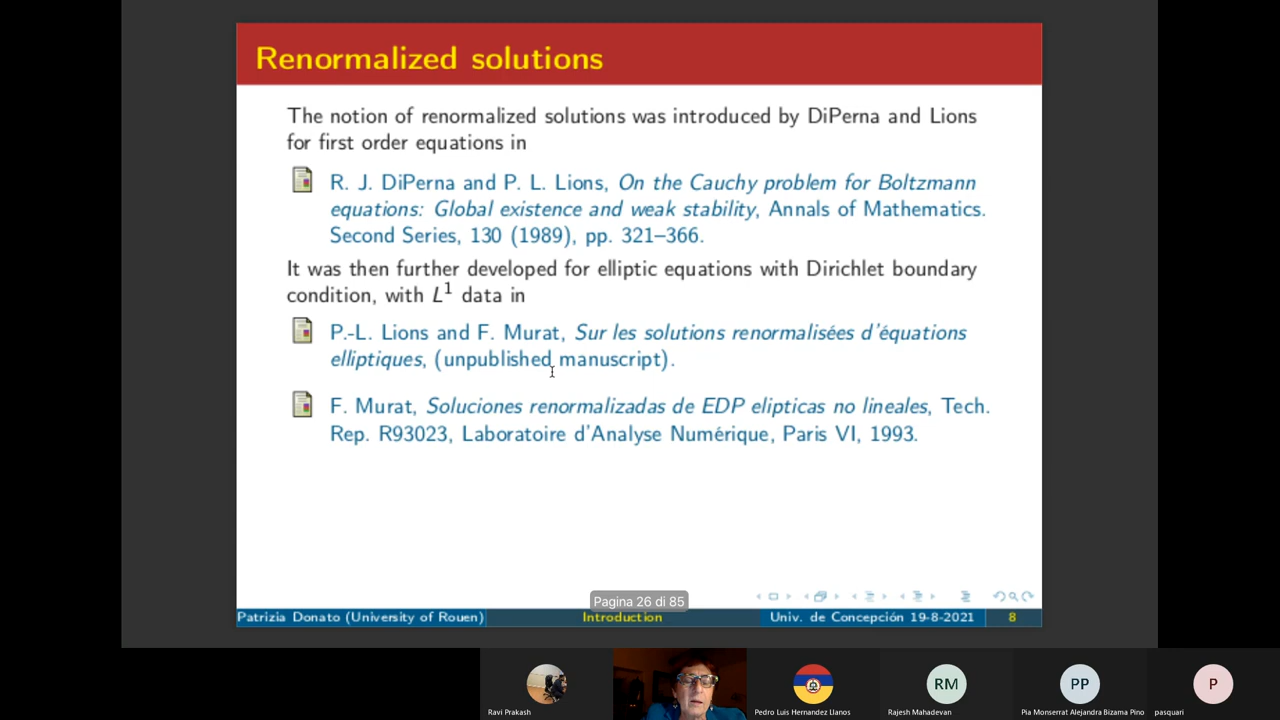 Renormalized solutions
The notion of renormalized solutions was introduced by DiPerna and Lions
for first order equations in
R. J. DiPerna and P. L. Lions, On the Cauchy problem for Boltzmann
equations: Global existence and weak stability, Annals of Mathematics.
Second Series, 130 (1989), pp. 321–366.
It was then further developed for elliptic equations with Dirichlet boundary
condition, with L¹ data in
P.-L. Lions and F. Murat, Sur les solutions renormalisées d'équations
elliptiques, (unpublished manuscript).
F. Murat, Soluciones renormalizadas de EDP elipticas no lineales, Tech.
Rep. R93023, Laboratoire d'Analyse Numérique, Paris VI, 1993.
Pagina 26 di 85
Patrizia Donato (University of Rouen) Introduction Univ. de Concepción 19-8-2021 8
RM PP P
Ravi Prakash Pedro Luis Hernandez Llanos Rajesh Mahadevan Pia Monserrat Alejandra Bizama Pino pasquari